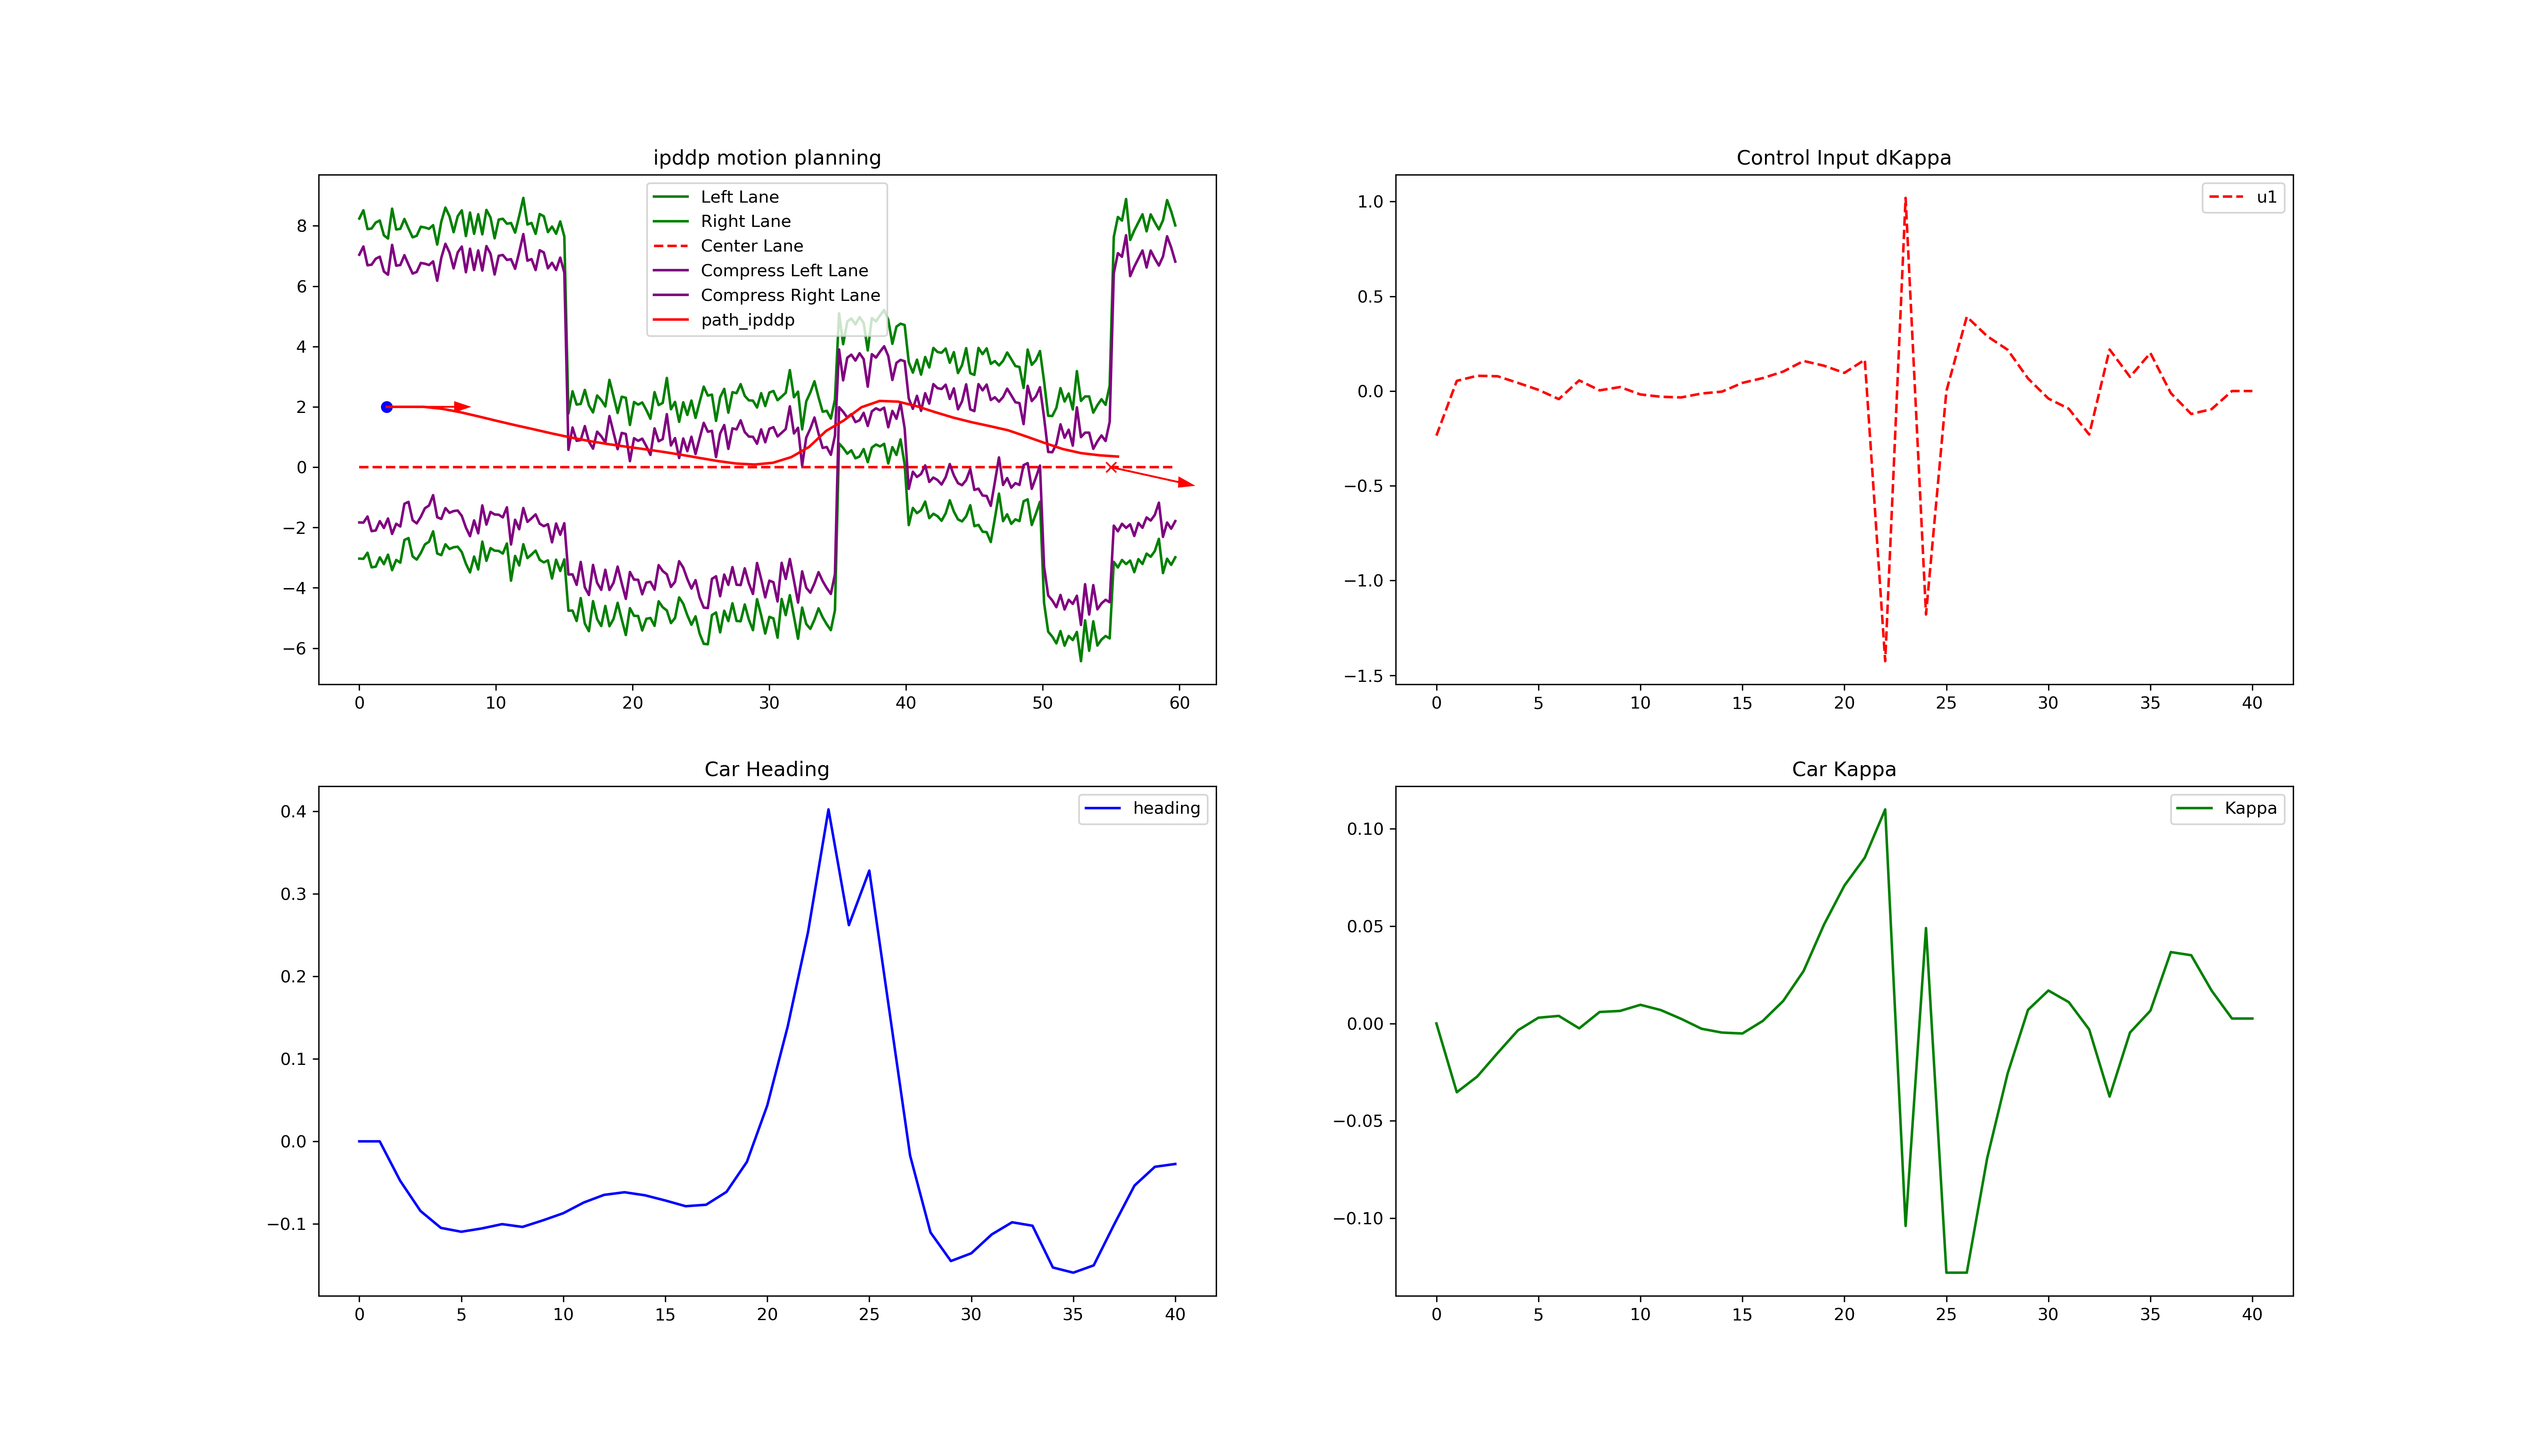 ipddp motion planning
Left Lane
Right Lane
Center Lane
Compress Left Lane
Compress Right Lane
path_ipddp
8
6
4
2
0
−2
−4
−6
0 10 20 30 40 50 60
Control Input dKappa
u1
1.0
0.5
0.0
−0.5
−1.0
−1.5
0 5 10 15 20 25 30 35 40
Car Heading
heading
0.4
0.3
0.2
0.1
0.0
−0.1
0 5 10 15 20 25 30 35 40
Car Kappa
Kappa
0.10
0.05
0.00
−0.05
−0.10
0 5 10 15 20 25 30 35 40